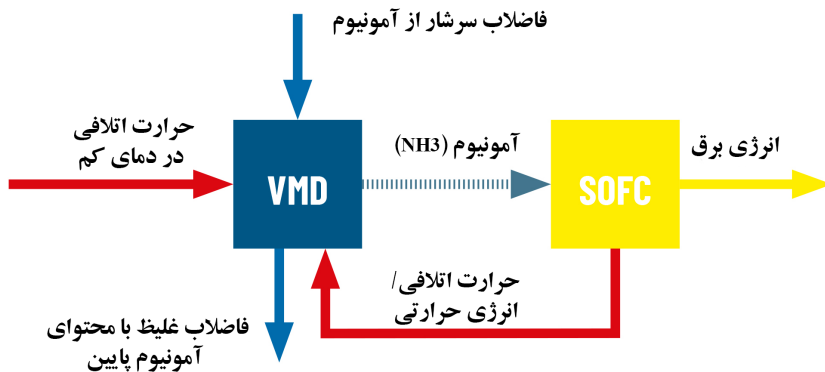 فاضلاب سرشار از آمونیوم
حرارت اتلافی
در دمای کم
VMD
آمونیوم (NH3)
SOFC
انرژی برق
حرارت اتلافی/
انرژی حرارتی
فاضلاب غلیظ با محتوای
آمونیوم پایین